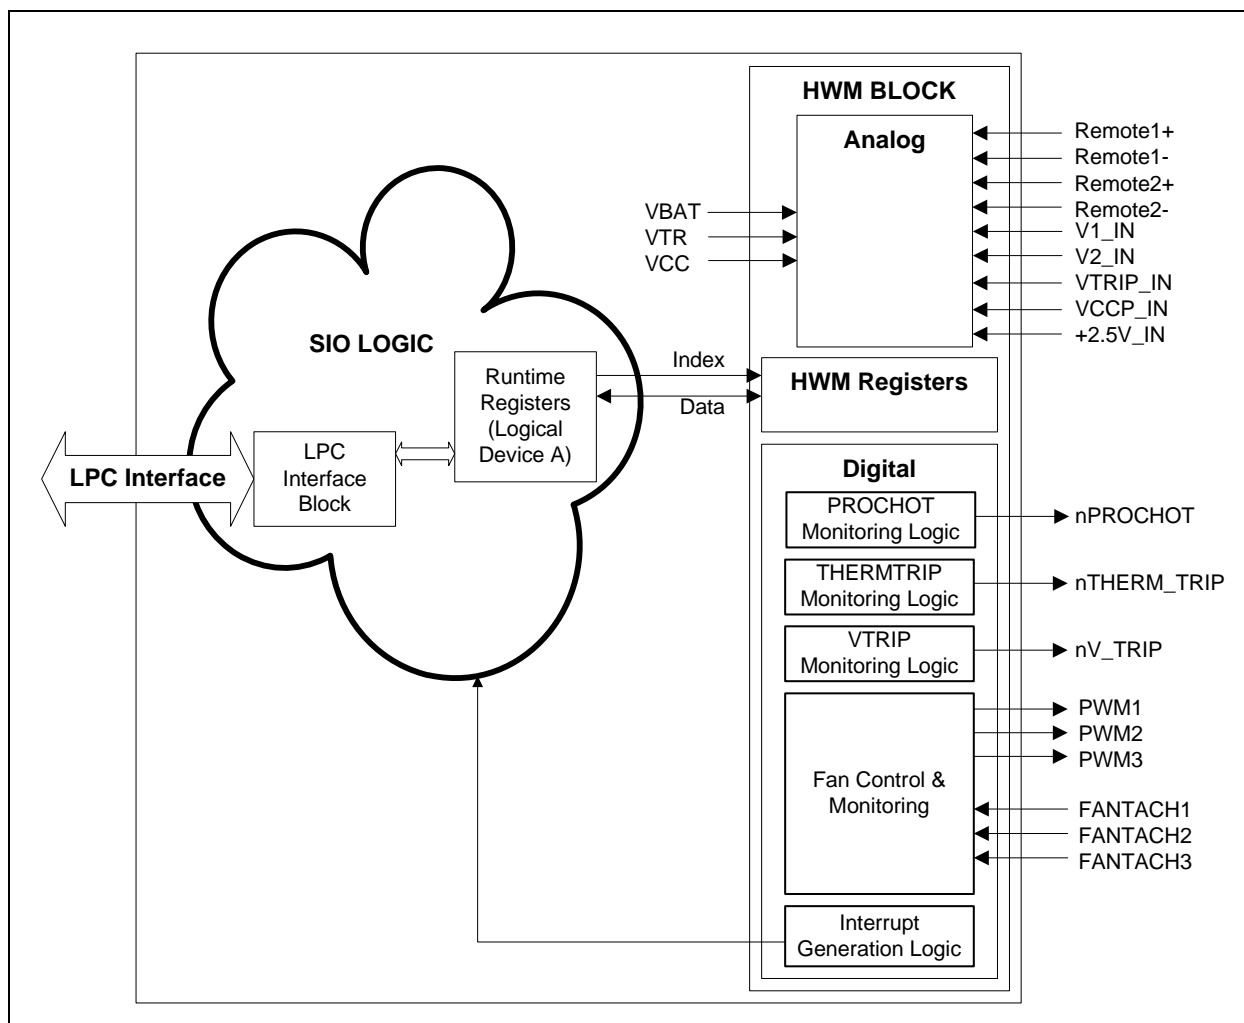 HWM BLOCK
Analog
Remote1+
Remote1-
Remote2+
Remote2-
V1_IN
V2_IN
VTRIP_IN
VCCP_IN
+2.5V_IN
VBAT
VTR
VCC
SIO LOGIC
Runtime
Registers
(Logical
Device A)
Index
Data
HWM Registers
LPC Interface
LPC
Interface
Block
Digital
PROCHOT
Monitoring Logic
nPROCHOT
THERMTRIP
Monitoring Logic
nTHERM_TRIP
VTRIP
Monitoring Logic
nV_TRIP
Fan Control &
Monitoring
PWM1
PWM2
PWM3
FANTACH1
FANTACH2
FANTACH3
Interrupt
Generation Logic